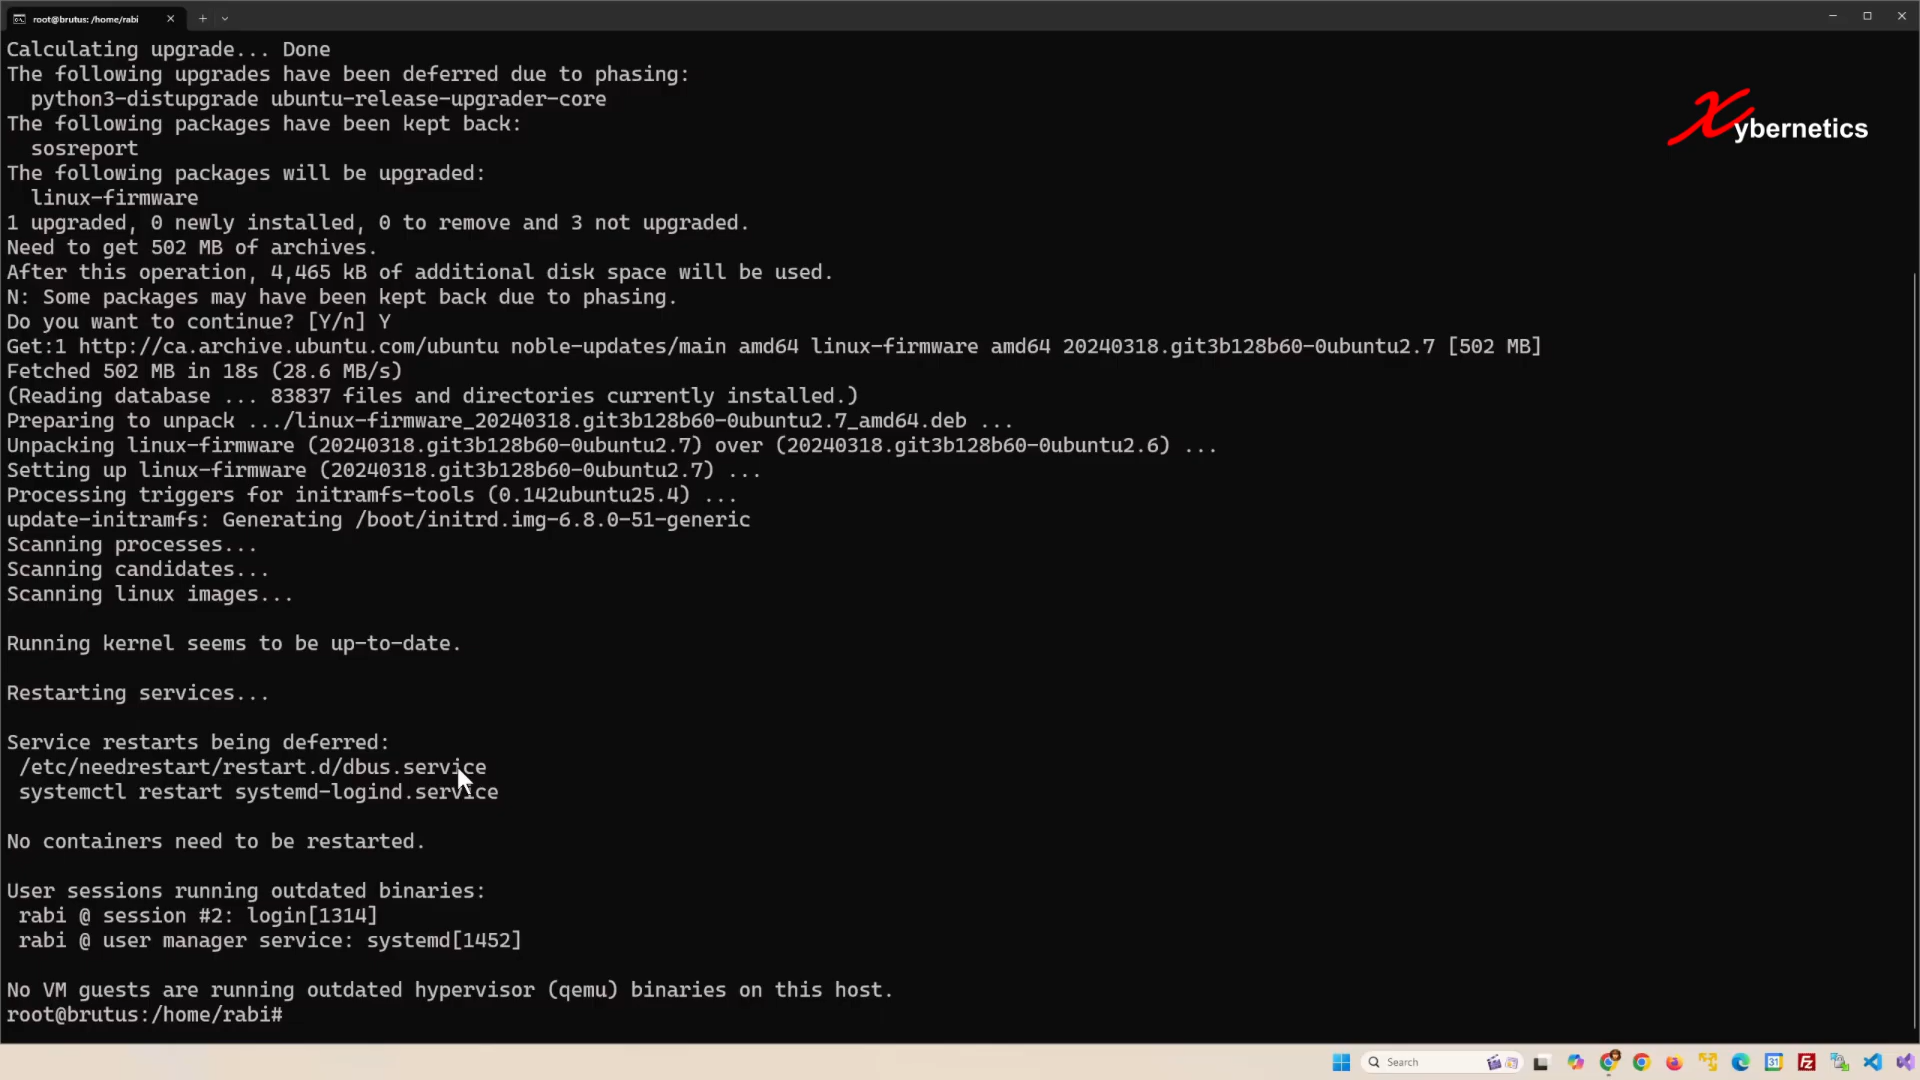 root@brutus: /home/rabi
Calculating upgrade... Done
The following upgrades have been deferred due to phasing:
  python3-distupgrade ubuntu-release-upgrader-core
The following packages have been kept back:
  sosreport
The following packages will be upgraded:
  linux-firmware
1 upgraded, 0 newly installed, 0 to remove and 3 not upgraded.
Need to get 502 MB of archives.
After this operation, 4,465 kB of additional disk space will be used.
N: Some packages may have been kept back due to phasing.
Do you want to continue? [Y/n] Y
Get:1 http://ca.archive.ubuntu.com/ubuntu noble-updates/main amd64 linux-firmware amd64 20240318.git3b128b60-0ubuntu2.7 [502 MB]
Fetched 502 MB in 18s (28.6 MB/s)
(Reading database ... 83837 files and directories currently installed.)
Preparing to unpack .../linux-firmware_20240318.git3b128b60-0ubuntu2.7_amd64.deb ...
Unpacking linux-firmware (20240318.git3b128b60-0ubuntu2.7) over (20240318.git3b128b60-0ubuntu2.6) ...
Setting up linux-firmware (20240318.git3b128b60-0ubuntu2.7) ...
Processing triggers for initramfs-tools (0.142ubuntu25.4) ...
update-initramfs: Generating /boot/initrd.img-6.8.0-51-generic
Scanning processes...
Scanning candidates...
Scanning linux images...
Running kernel seems to be up-to-date.
Restarting services...
Service restarts being deferred:
 /etc/needrestart/restart.d/dbus.service
 systemctl restart systemd-logind.service
No containers need to be restarted.
User sessions running outdated binaries:
 rabi @ session #2: login[1314]
 rabi @ user manager service: systemd[1452]
No VM guests are running outdated hypervisor (qemu) binaries on this host.
root@brutus:/home/rabi#
Xybernetics
Search
31
FZ